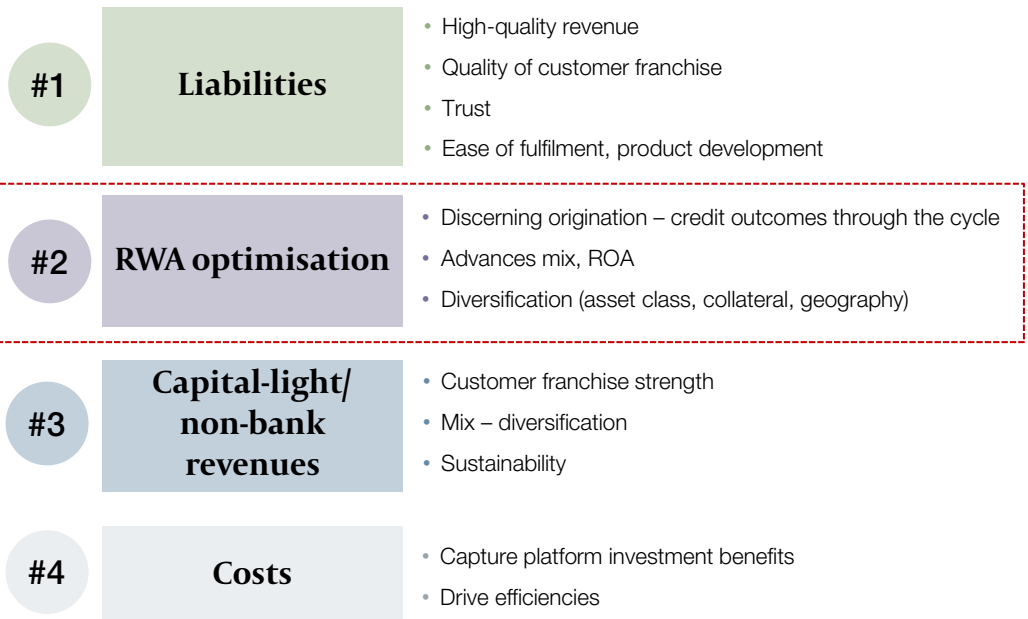 #1
Liabilities
• High-quality revenue
• Quality of customer franchise
• Trust
• Ease of fulfilment, product development
#2
RWA optimisation
• Discerning origination – credit outcomes through the cycle
• Advances mix, ROA
• Diversification (asset class, collateral, geography)
#3
Capital-light/
non-bank
revenues
• Customer franchise strength
• Mix – diversification
• Sustainability
#4
Costs
• Capture platform investment benefits
• Drive efficiencies